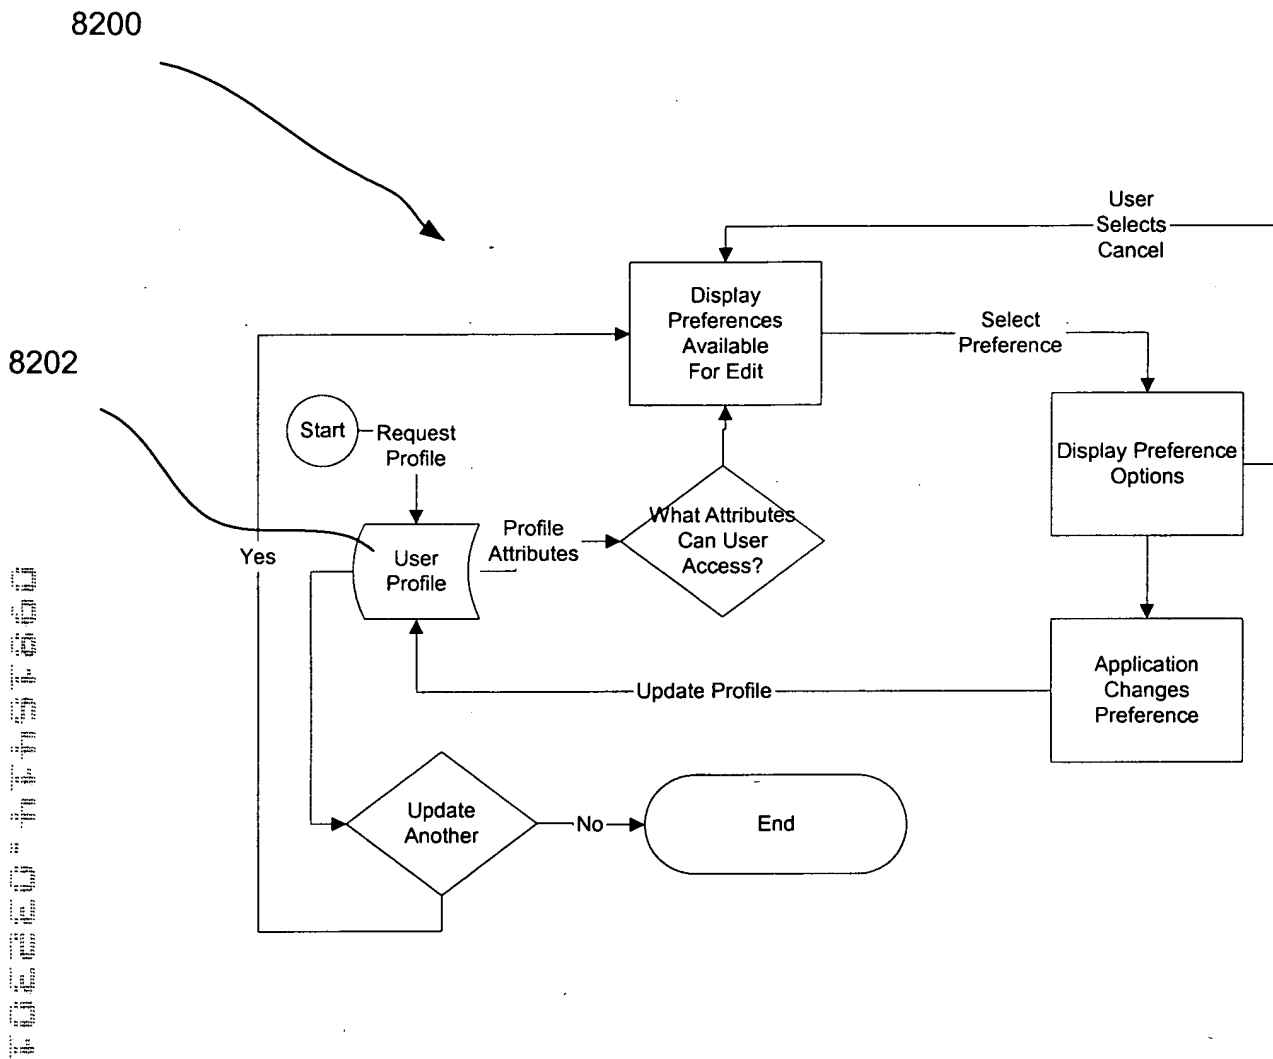 8200
User
Selects
Cancel
Display
Preferences
Available
For Edit
Select
Preference
8202
Start
Request
Profile
Display Preference
Options
What Attributes
Can User
Access?
Profile
Attributes
User
Profile
Yes
Application
Changes
Preference
Update Profile
Update
Another
No
End